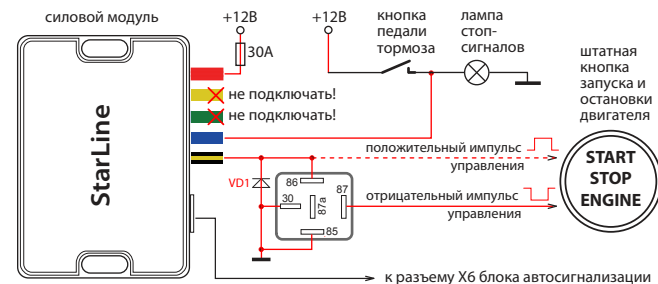 силовой модуль
+12В
+12В
кнопка
педали
тормоза
лампа
стоп-
сигналов
30А
не подключать!
не подключать!
штатная
кнопка
запуска и
остановки
двигателя
StarLine
положительный импульс
управления
START
STOP
ENGINE
VD1
86
87
30
87a
85
отрицательный импульс
управления
к разъему Х6 блока автосигнализации